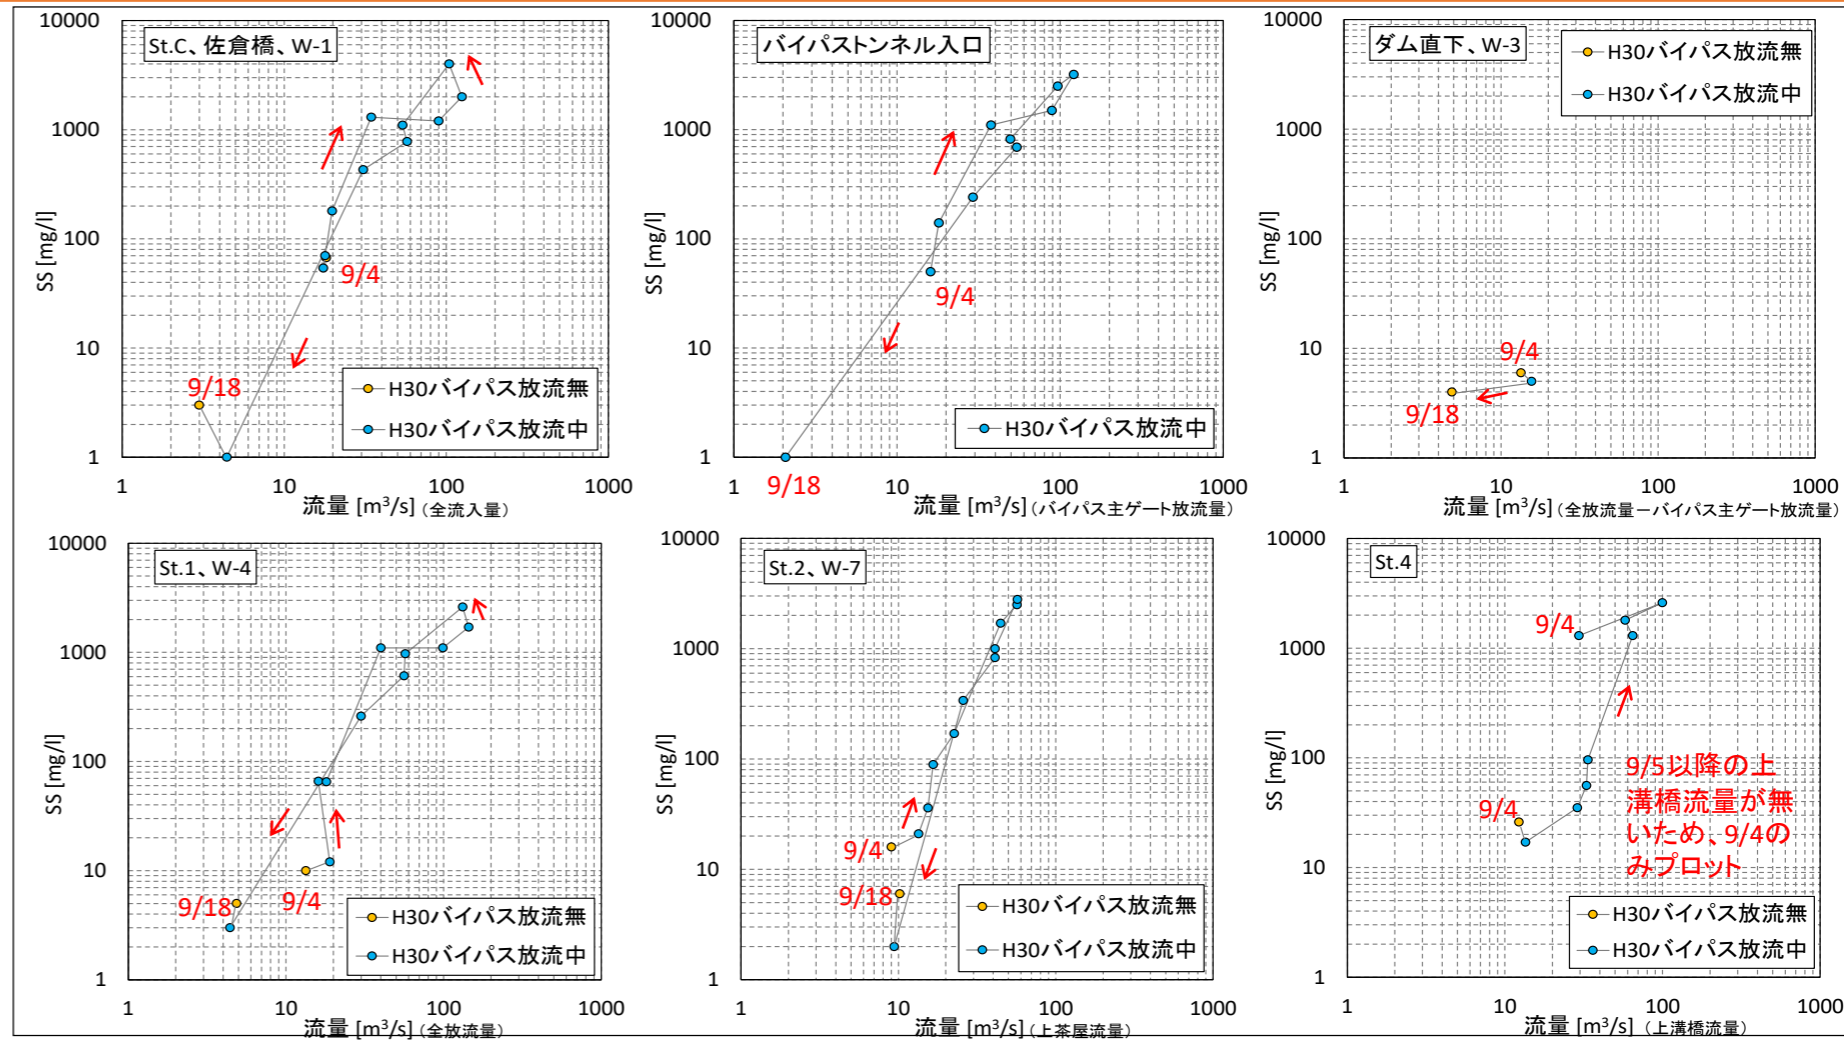 St.C、佐倉橋、W-1
10000
1000
100
10
1
SS [mg/l]
9/4
9/18
H30バイパス放流無
H30バイパス放流中
1 10 100 1000
流量 [m³/s]（全流入量）
バイパストンネル入口
10000
1000
100
10
1
SS [mg/l]
9/4
9/18
H30バイパス放流中
1 10 100 1000
流量 [m³/s]（バイパス主ゲート放流量）
ダム直下、W-3
H30バイパス放流無
H30バイパス放流中
10000
1000
100
10
1
SS [mg/l]
9/4
9/18
1 10 100 1000
流量 [m³/s]（全放流量－バイパス主ゲート放流量）
St.1、W-4
10000
1000
100
10
1
SS [mg/l]
9/18
9/4
H30バイパス放流無
H30バイパス放流中
1 10 100 1000
流量 [m³/s]（全放流量）
St.2、W-7
10000
1000
100
10
1
SS [mg/l]
9/4
9/18
H30バイパス放流無
H30バイパス放流中
1 10 100 1000
流量 [m³/s]（上茶屋流量）
St.4
10000
1000
100
10
1
SS [mg/l]
9/4
9/4
9/5以降の上
溝橋流量が無
いため、9/4の
みプロット
H30バイパス放流無
H30バイパス放流中
1 10 100 1000
流量 [m³/s]（上溝橋流量）